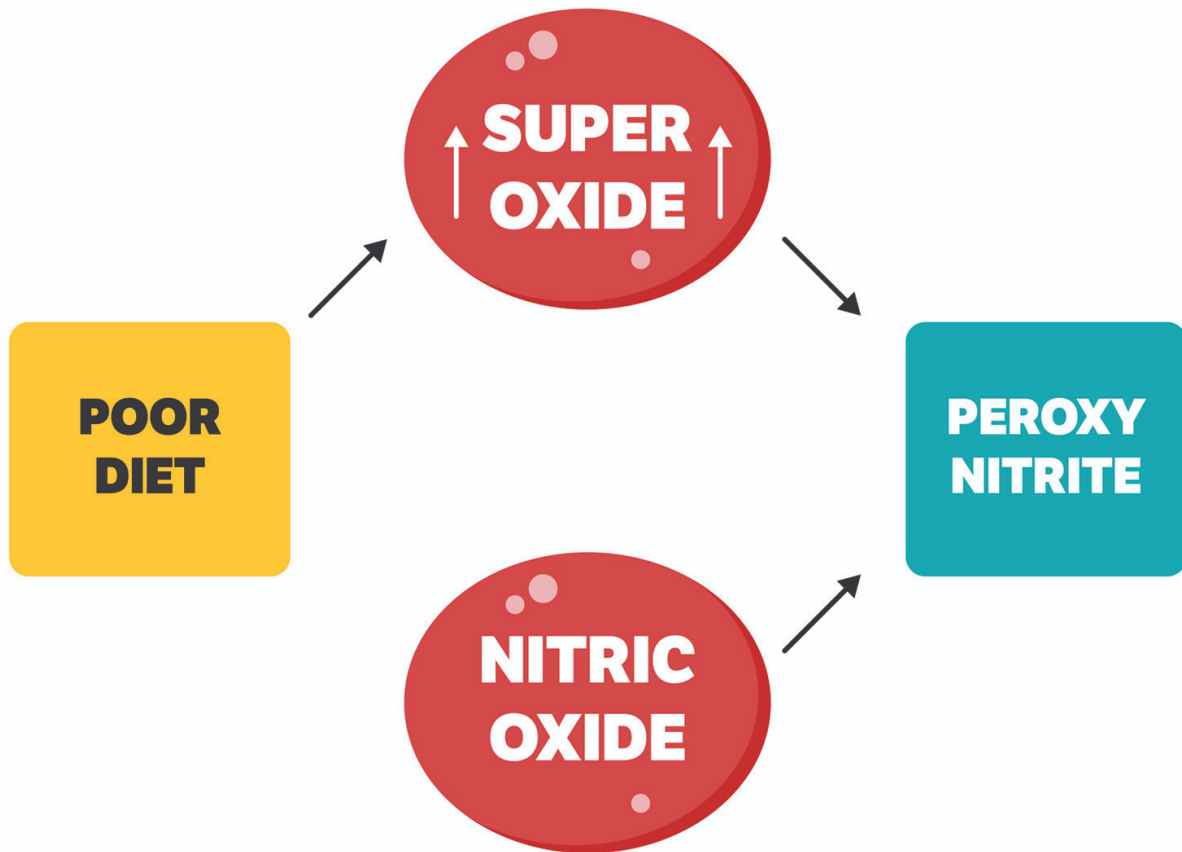 SUPER
OXIDE
POOR
DIET
PEROXY
NITRITE
NITRIC
OXIDE